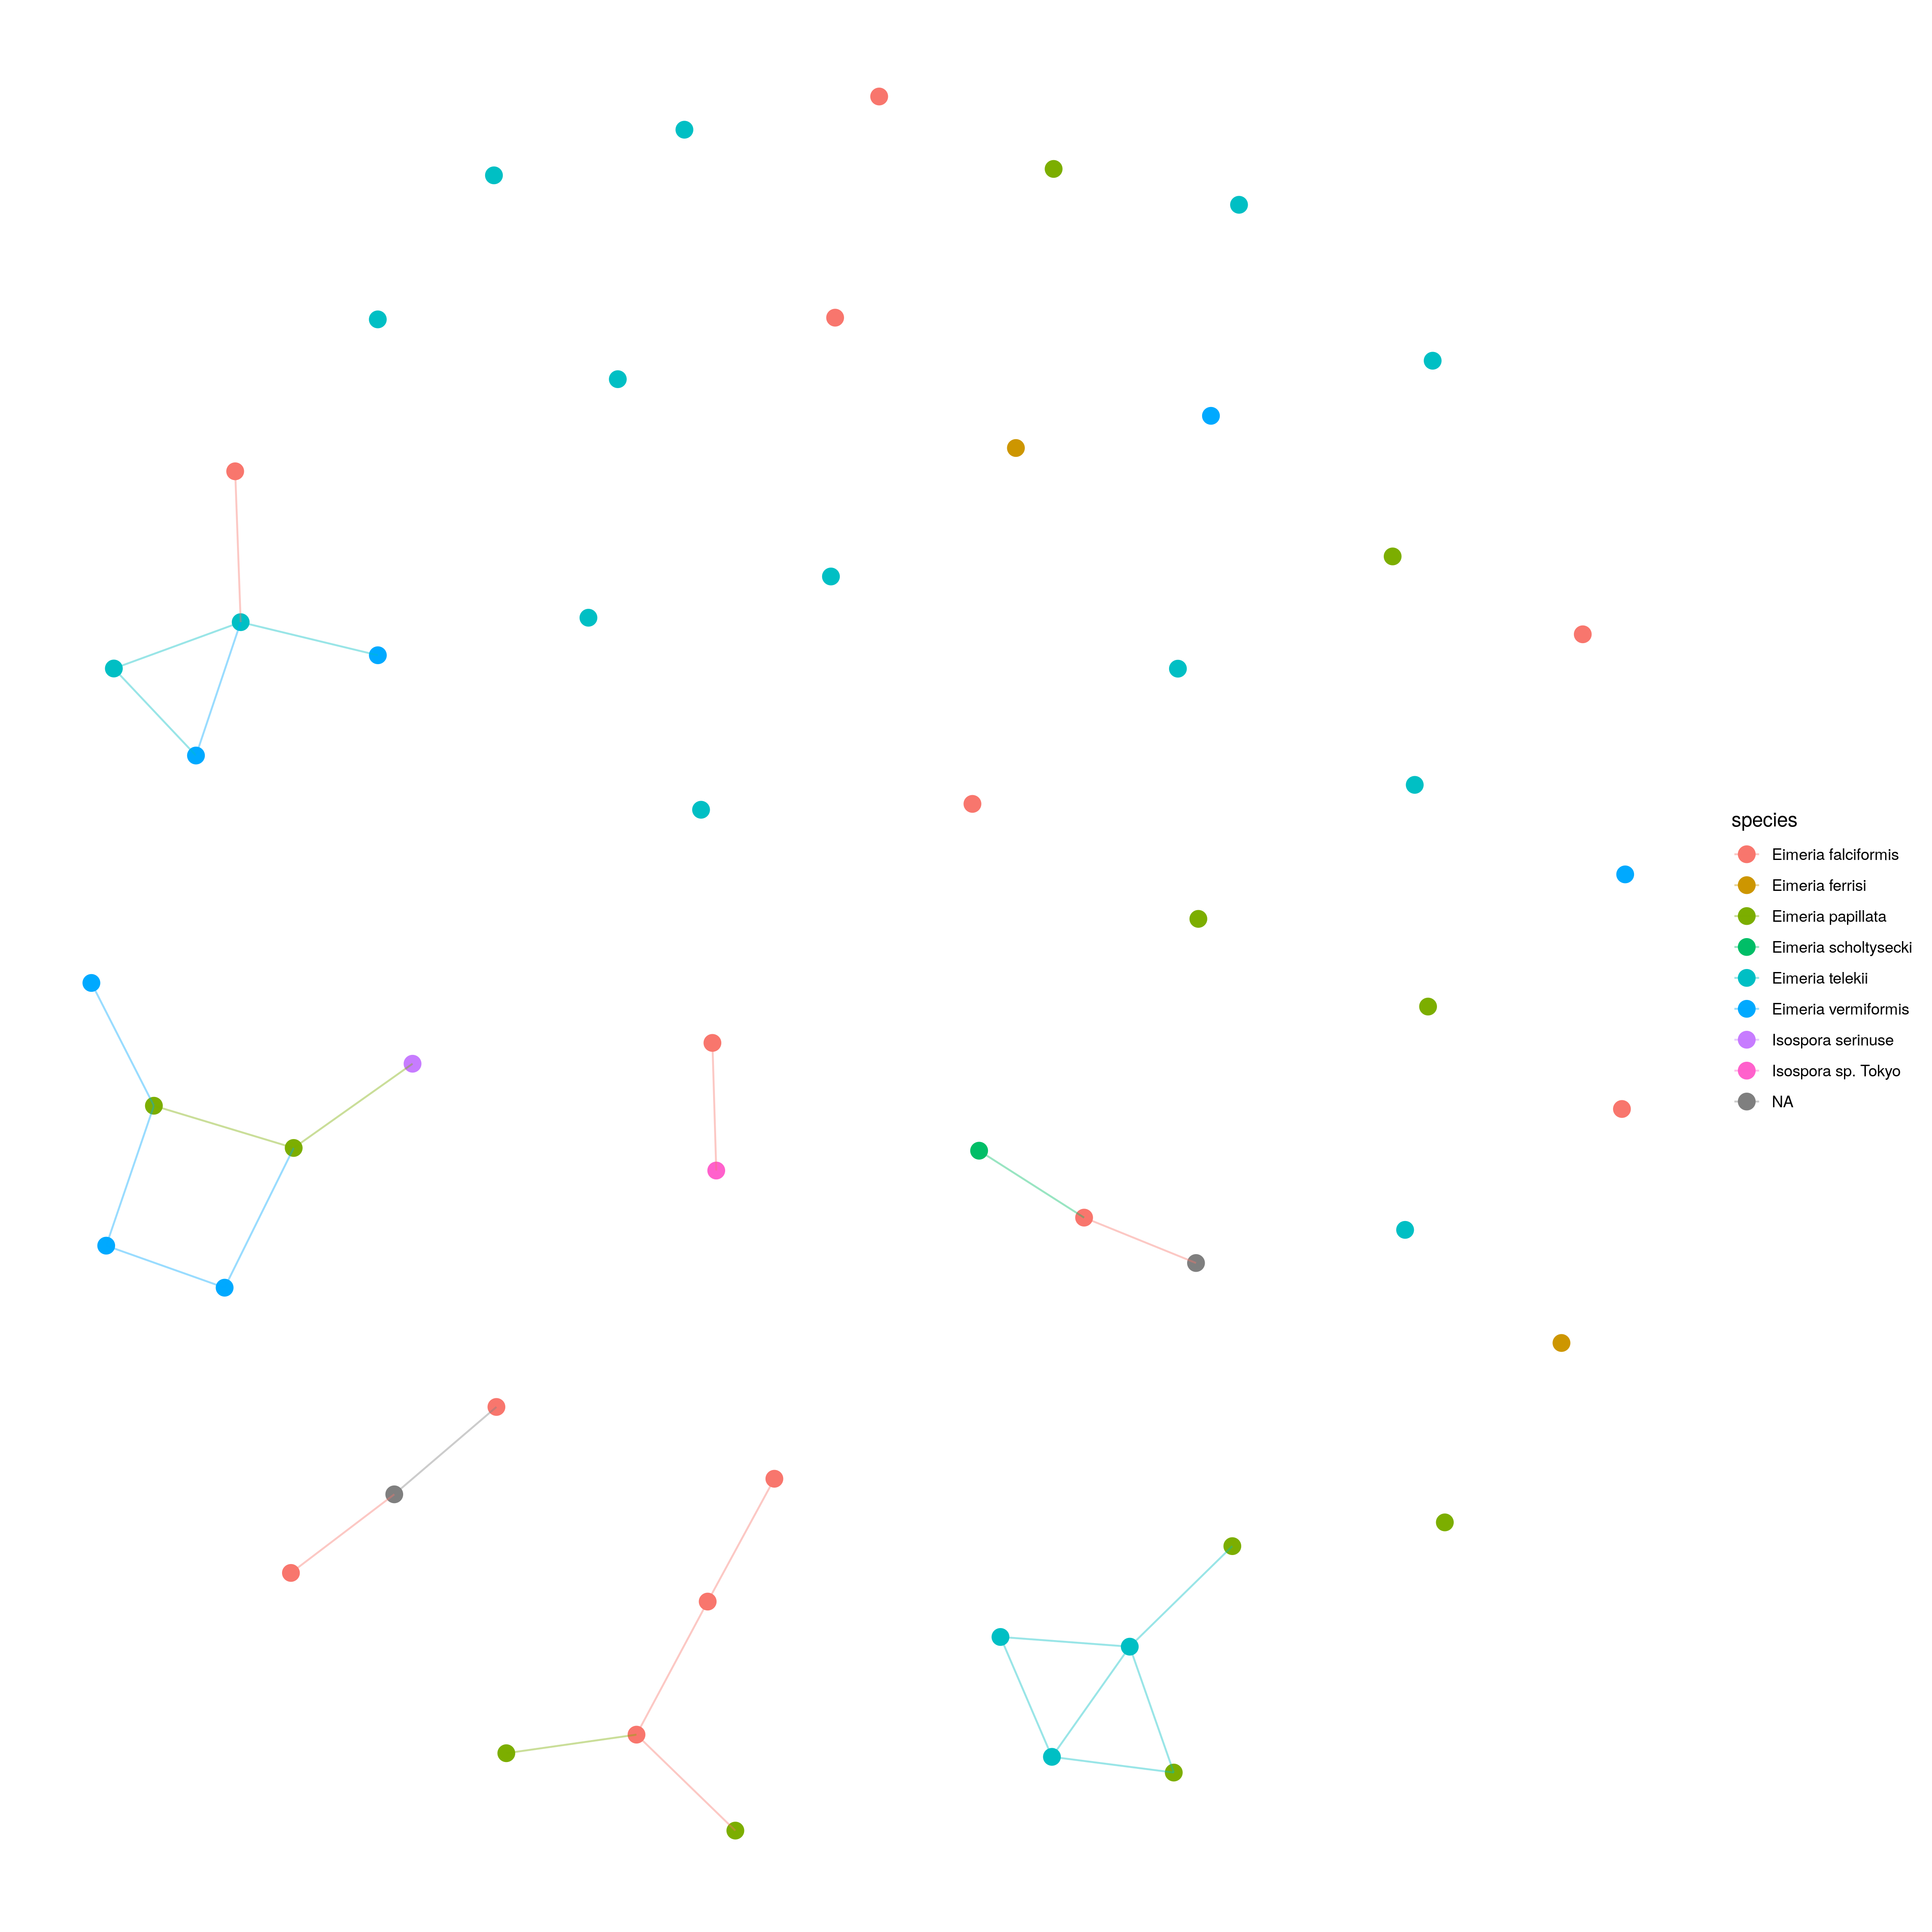 species
Eimeria falciformis
Eimeria ferrisi
Eimeria papillata
Eimeria scholtysecki
Eimeria telekii
Eimeria vermiformis
Isospora serinuse
Isospora sp. Tokyo
NA